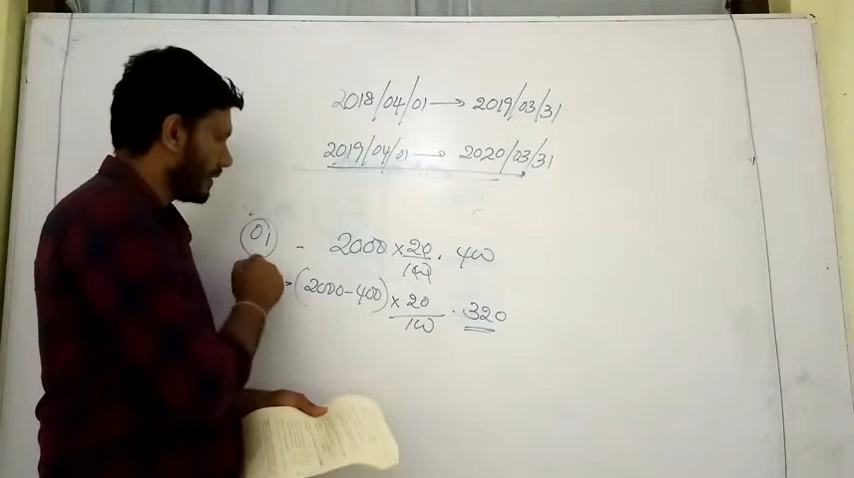 2018/04/01 → 2019/03/31
2019/04/01 → 2020/03/31
01 - 2000 × 20/100 . 400
(2000-400) × 20/100 . 320